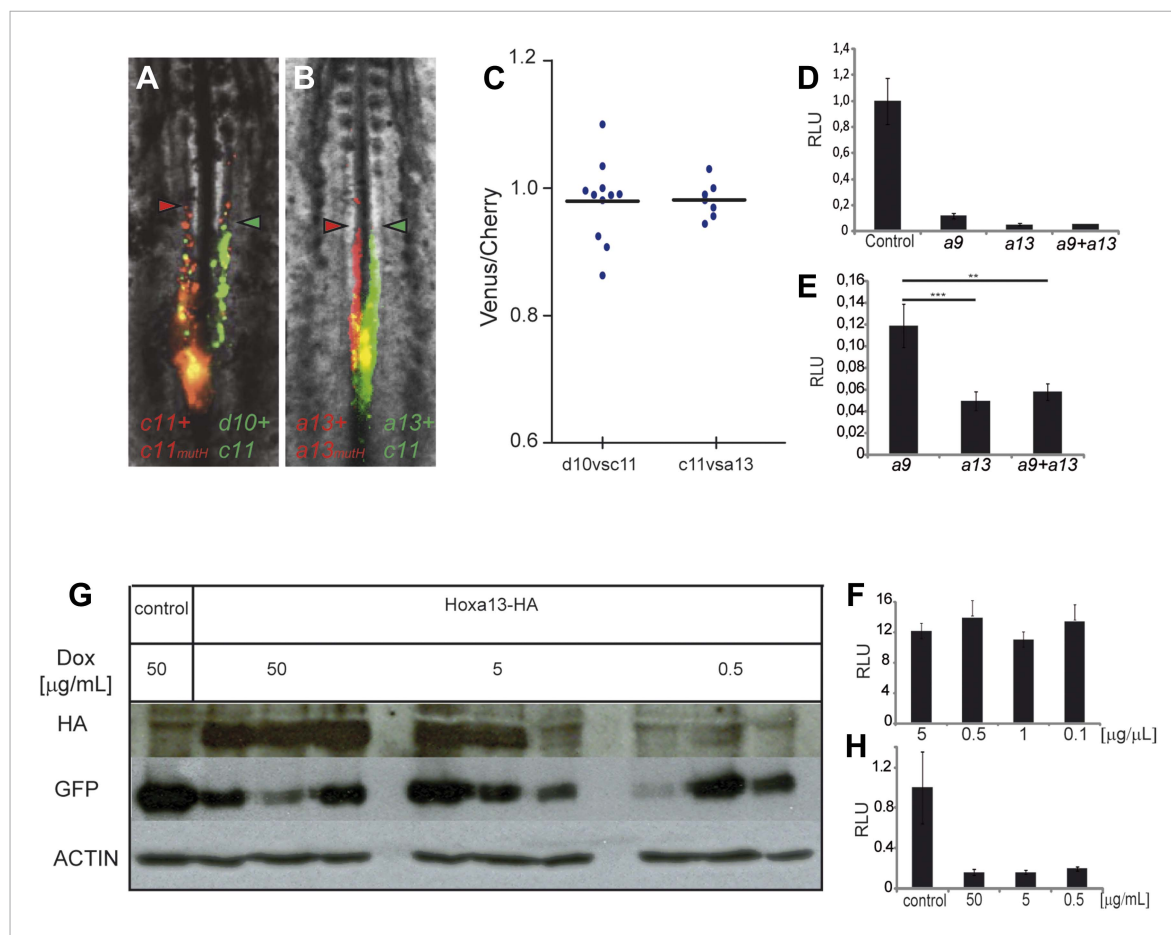 A
B
c11+
c11mutH
d10+
c11
a13+
a13mutH
a13+
c11
C
Venus/Cherry
1.2
1.0
0.8
0.6
d10vsc11
c11vsa13
D
RLU
1,4
1,2
1,0
0,8
0,6
0,4
0,2
0
Control
a9
a13
a9+a13
E
RLU
0,16
0,14
0,12
0,10
0,08
0,06
0,04
0,02
0,00
***
**
a9
a13
a9+a13
G
control
Hoxa13-HA
Dox
[µg/mL]
50
50
5
0.5
HA
GFP
ACTIN
F
RLU
16
12
8
4
0
5
0.5
1
0.1
[µg/µL]
H
RLU
1.2
0.8
0.4
0
control
50
5
0.5
[µg/mL]